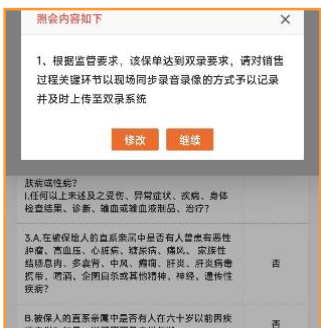 照会内容如下
×
1、根据监管要求，该保单达到双录要求，请对销售
过程关键环节以现场同步录音录像的方式予以记录
并及时上传至双录系统
修改
继续
肤病或性病?
I.任何以上未述及之受伤、异常症状、疾病、身体
检查结果、诊断、输血或输血液制品、治疗?
3.A.在被保险人的直系亲属中是否有人曾患有恶性
肿瘤、高血压、心脏病、糖尿病、痛风、家族性
结肠息肉、多囊肾、中风、癫痫、肝炎、肝炎病毒
携带、嗜酒、企图自杀或其他精神、神经、遗传性
疾病?
否
B.被保人的直系亲属中是否有人在六十岁以前因疾
否